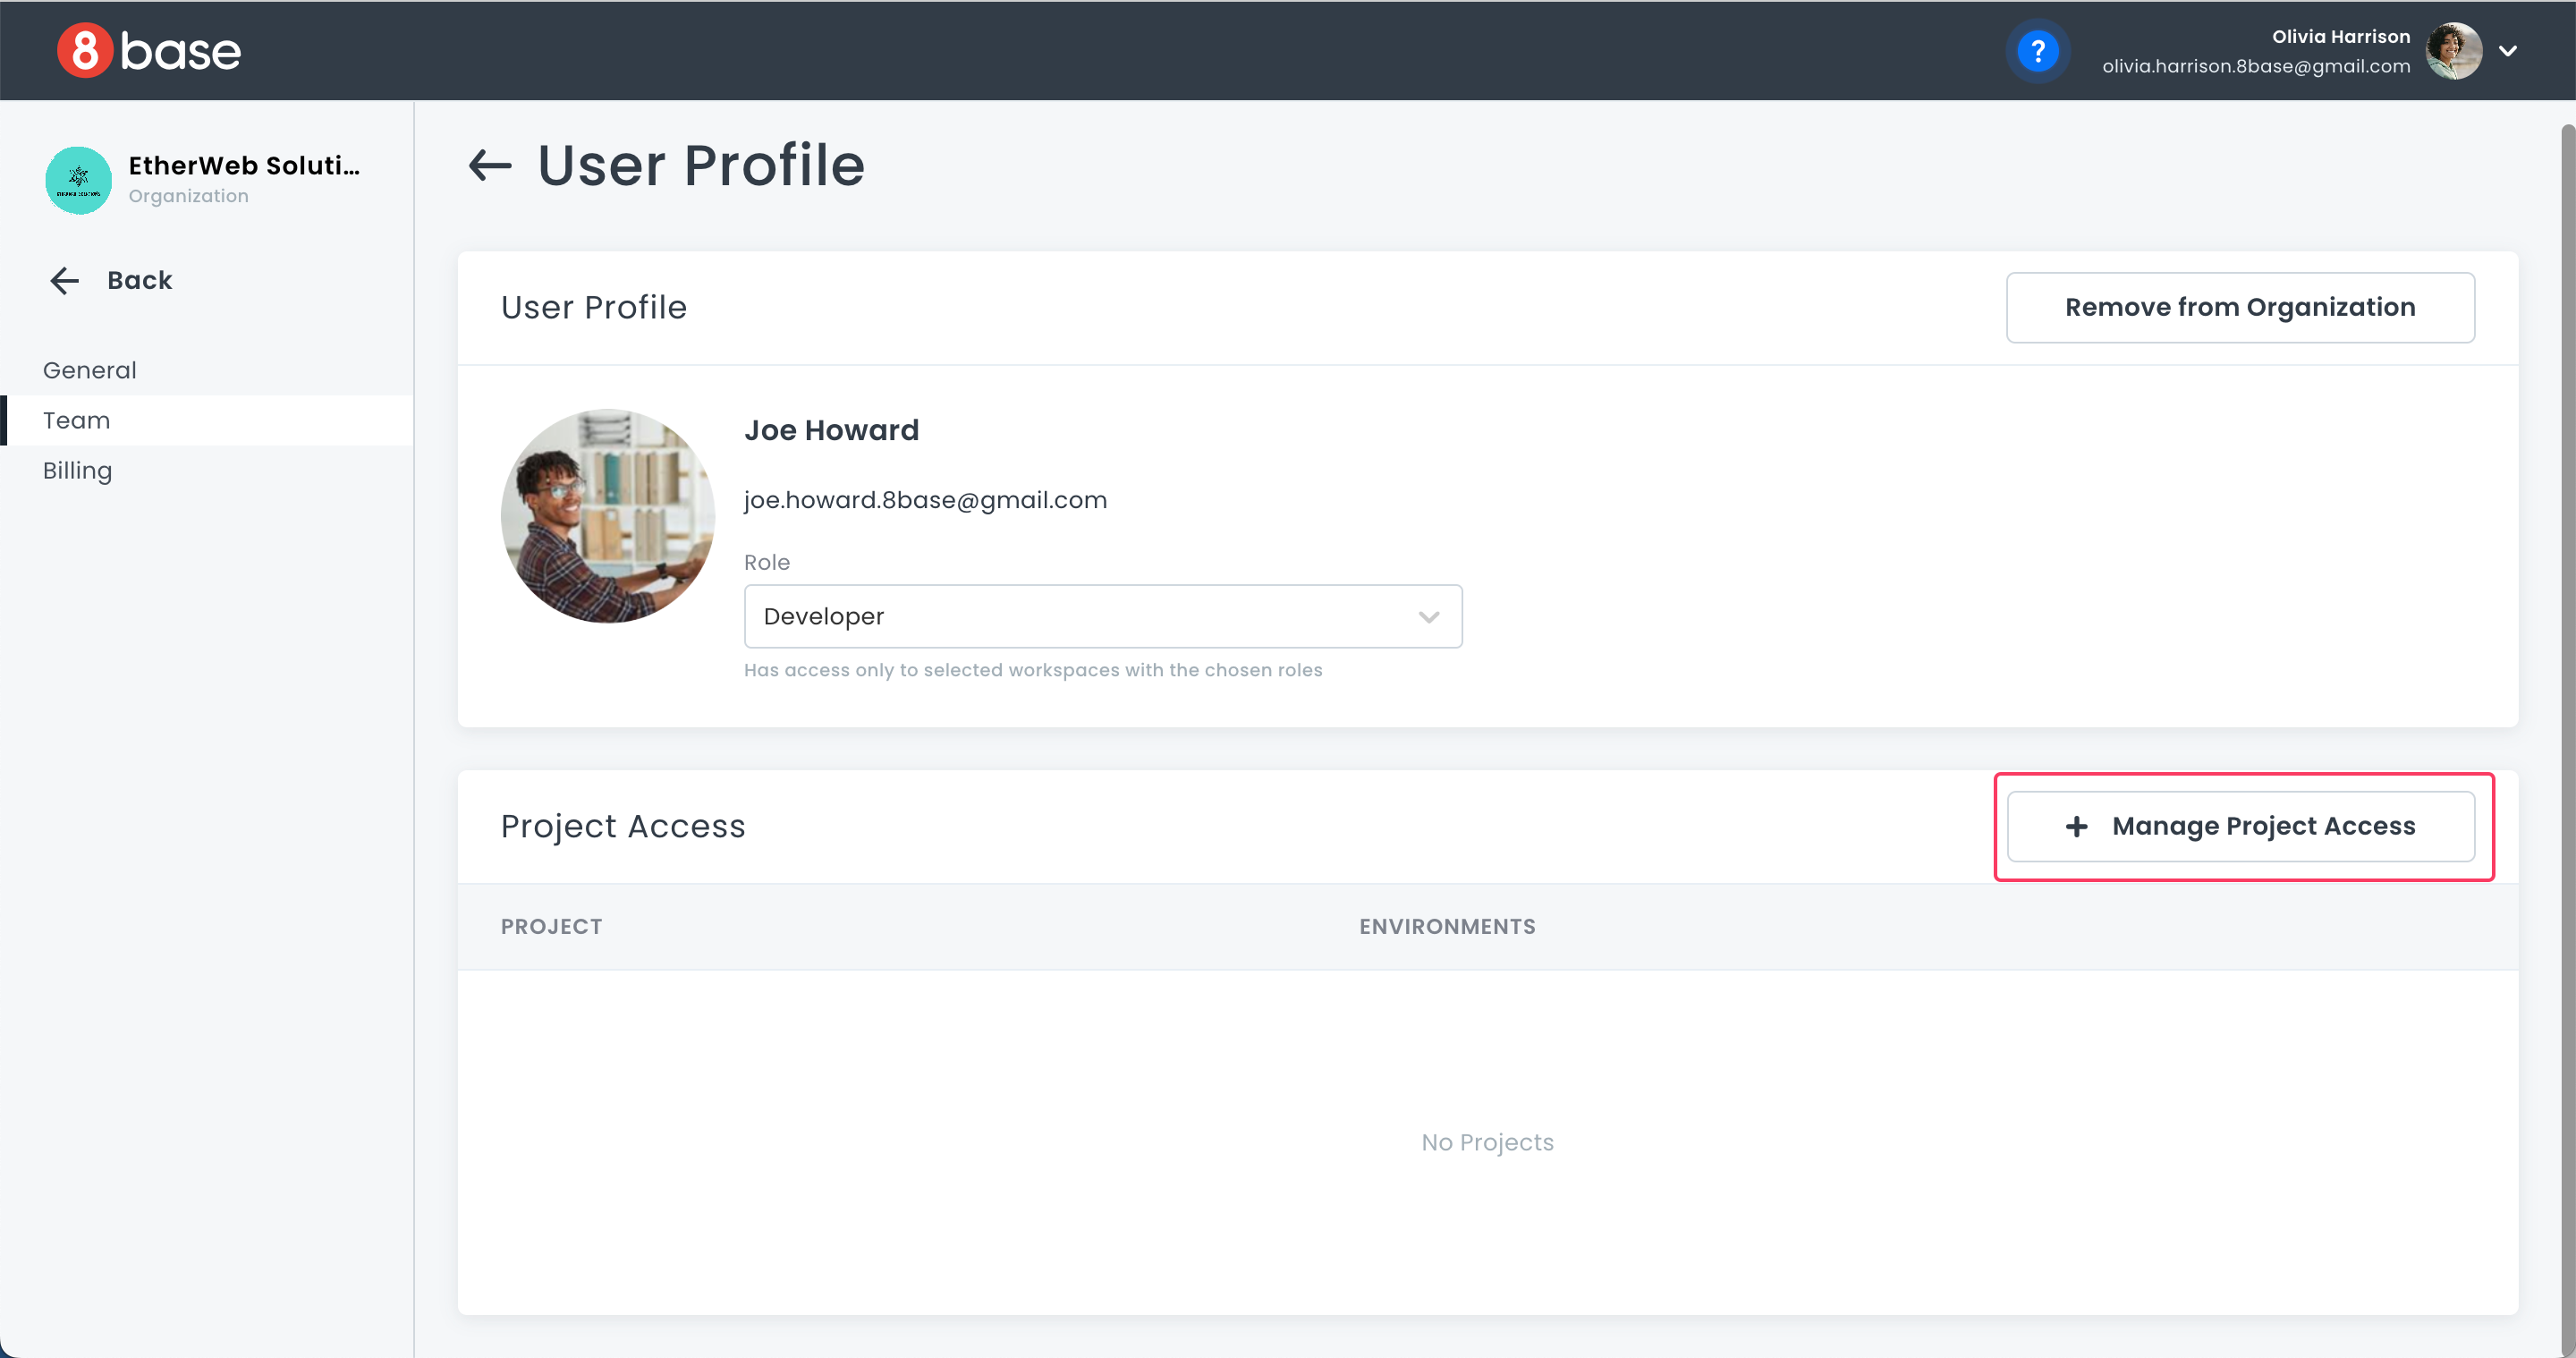 8base
?
Olivia Harrison
olivia.harrison.8base@gmail.com
EtherWeb Soluti...
Organization
Back
General
Team
Billing
User Profile
User Profile
Remove from Organization
Joe Howard
joe.howard.8base@gmail.com
Role
Developer
Has access only to selected workspaces with the chosen roles
Project Access
+ Manage Project Access
PROJECT ENVIRONMENTS
No Projects